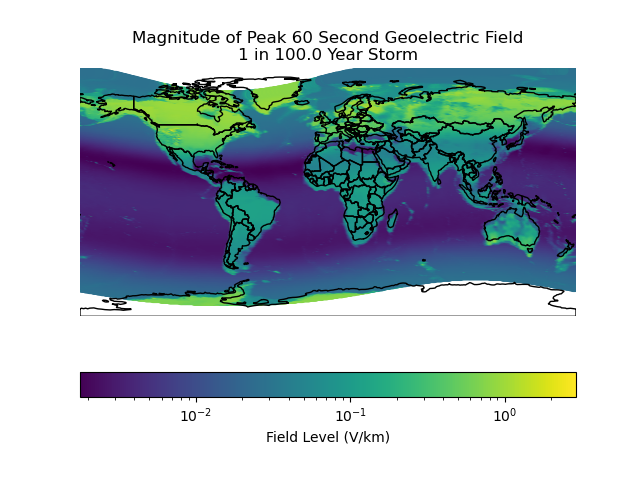 Magnitude of Peak 60 Second Geoelectric Field
1 in 100.0 Year Storm
10⁻² 10⁻¹ 10⁰
Field Level (V/km)